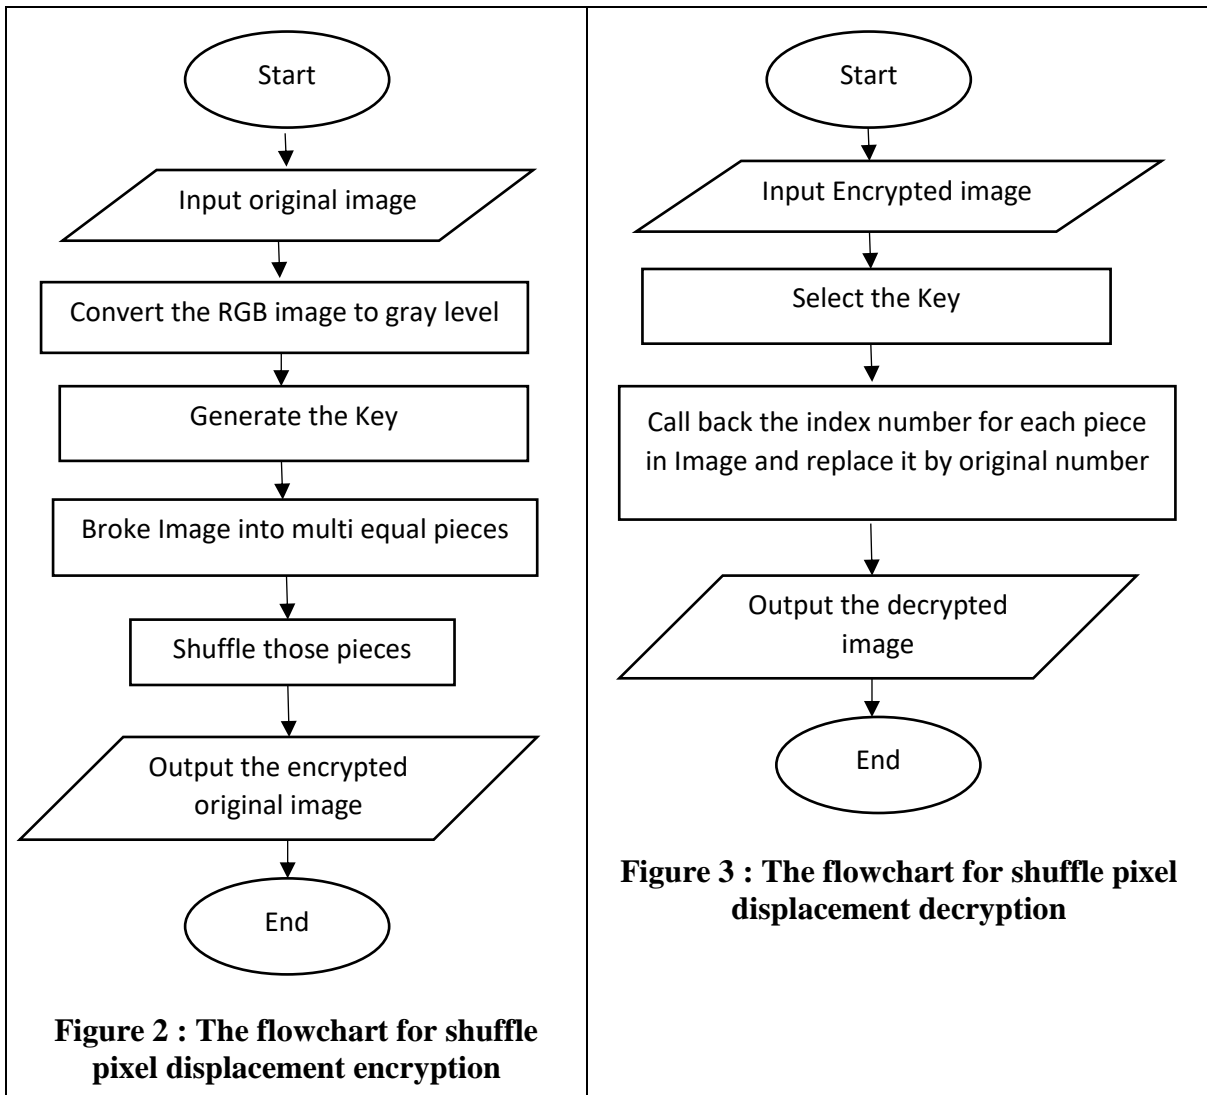 Start
Input original image
Convert the RGB image to gray level
Generate the Key
Broke Image into multi equal pieces
Shuffle those pieces
Output the encrypted
original image
End
Figure 2 : The flowchart for shuffle
pixel displacement encryption
Start
Input Encrypted image
Select the Key
Call back the index number for each piece
in Image and replace it by original number
Output the decrypted
image
End
Figure 3 : The flowchart for shuffle pixel
displacement decryption